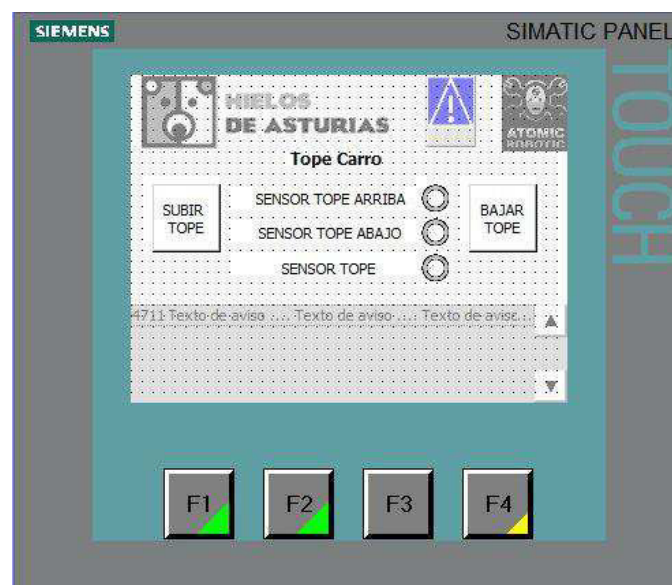 SIEMENS
SIMATIC PANEL
TOUCH
HIELOS
DE ASTURIAS
ATOMIC
ROBOTIC
Tope Carro
SUBIR
TOPE
SENSOR TOPE ARRIBA
SENSOR TOPE ABAJO
SENSOR TOPE
BAJAR
TOPE
4711 Texto de aviso .... Texto de aviso .... Texto de aviso...
F1
F2
F3
F4